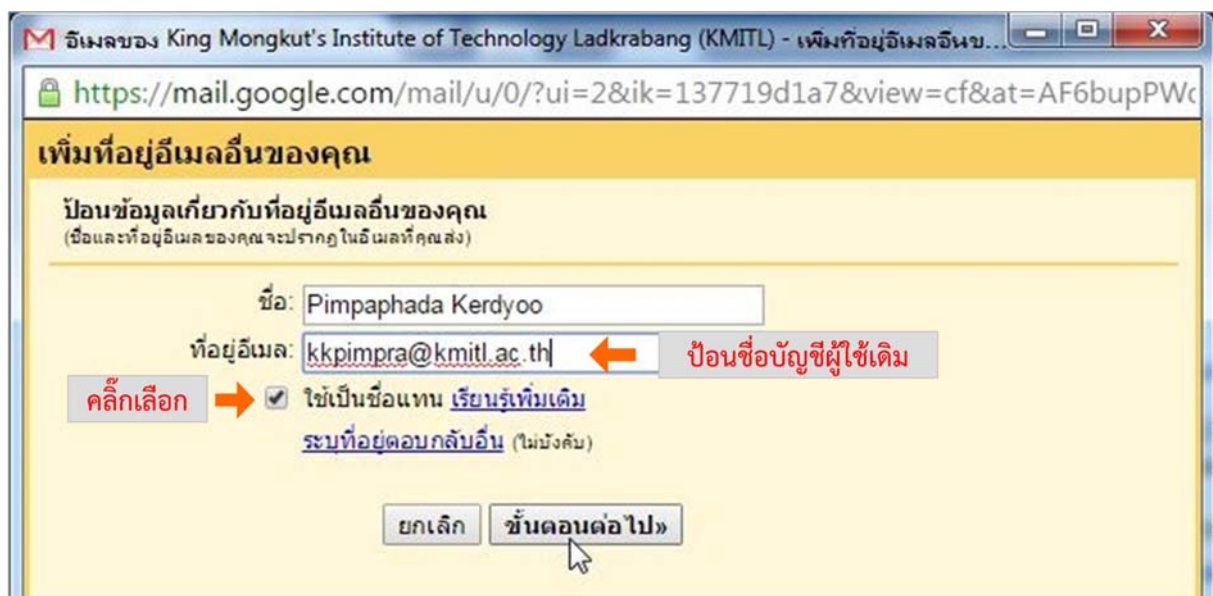 อีเมลของ King Mongkut's Institute of Technology Ladkrabang (KMITL) - เพิ่มที่อยู่อีเมลอื่นข...
https://mail.google.com/mail/u/0/?ui=2&ik=137719d1a7&view=cf&at=AF6bupPWc
เพิ่มที่อยู่อีเมลอื่นของคุณ
ป้อนข้อมูลเกี่ยวกับที่อยู่อีเมลอื่นของคุณ
(ชื่อและที่อยู่อีเมลของคุณจะปรากฏในอีเมลที่คุณส่ง)
ชื่อ: Pimpaphada Kerdyoo
ที่อยู่อีเมล: kkpimpra@kmitl.ac.th ป้อนชื่อบัญชีผู้ใช้เดิม
คลิ๊กเลือก ใช้เป็นชื่อแทน เรียนรู้เพิ่มเติม
ระบุที่อยู่ตอบกลับอื่น (ไม่บังคับ)
ยกเลิก ขั้นตอนต่อไป»